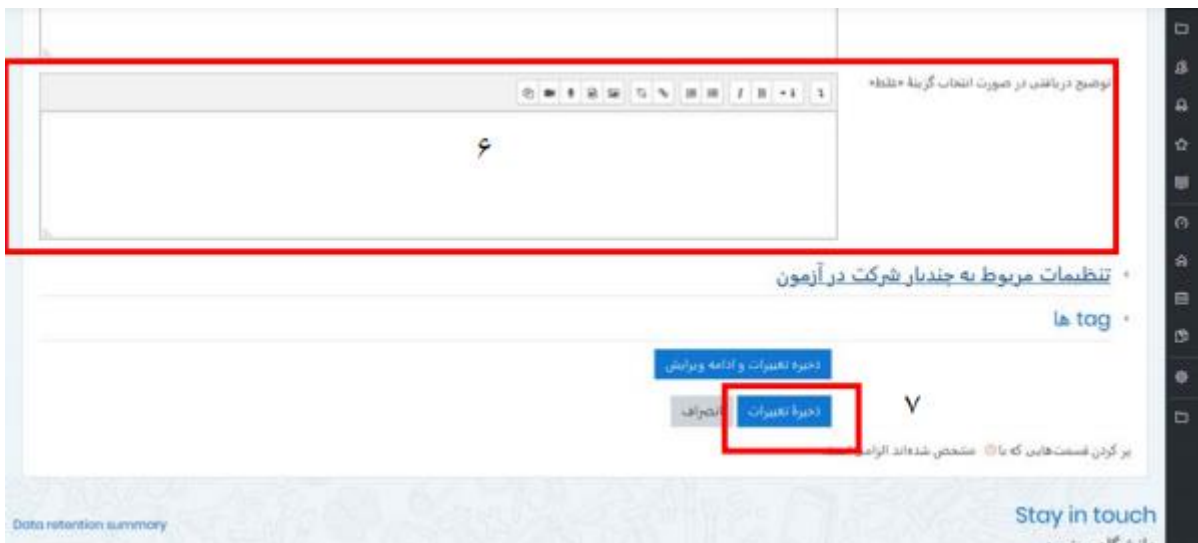 توضیح دریافتی در صورت انتخاب گزینهٔ «غلط»
۶
تنظیمات مربوط به چندبار شرکت در آزمون
tag ها
ذخیره تغییرات و ادامه ویرایش
ذخیرهٔ تغییرات
انصراف
۷
پر کردن قسمت‌هایی که با مشخص شده‌اند الزامی
Stay in touch
Data retention summary